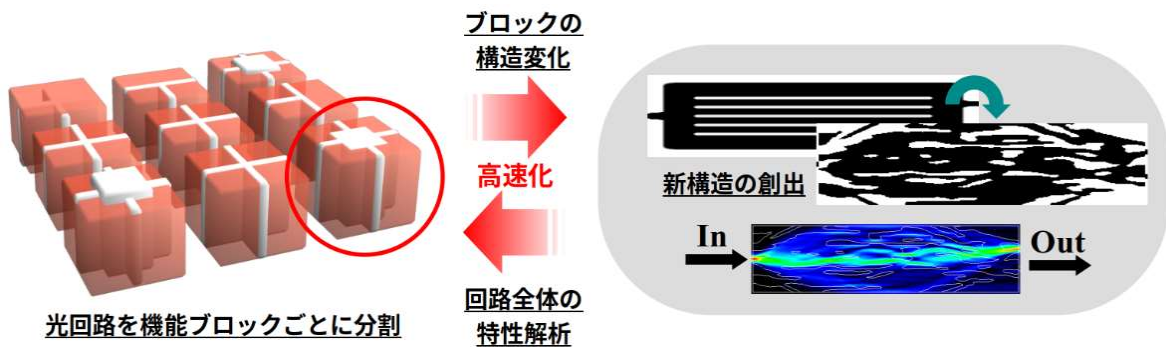 ブロックの
構造変化
高速化
回路全体の
特性解析
光回路を機能ブロックごとに分割
新構造の創出
In
Out